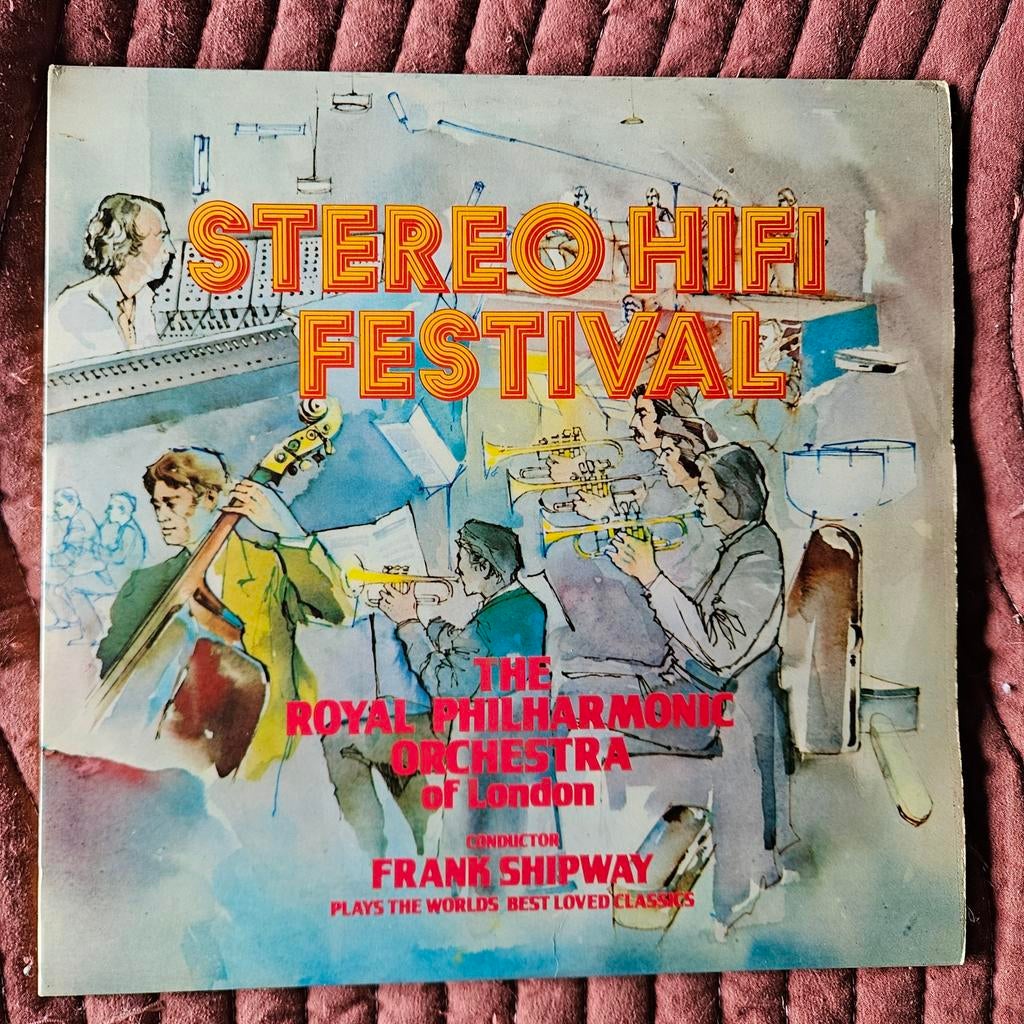 STEREO HIFI
FESTIVAL
THE
ROYAL PHILHARMONIC
ORCHESTRA
of London
CONDUCTOR
FRANK SHIPWAY
PLAYS THE WORLDS BEST LOVED CLASSICS